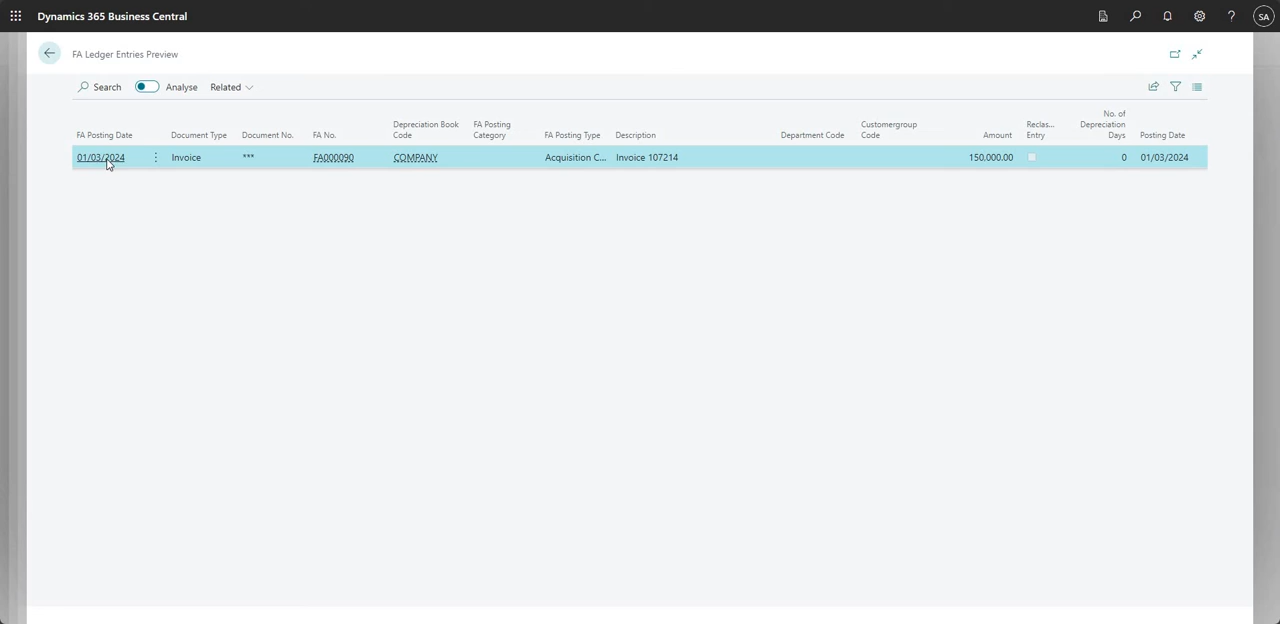 Dynamics 365 Business Central
SA
FA Ledger Entries Preview
Search
Analyse
Related
FA Posting Date
Document Type
Document No.
FA No.
Depreciation Book
Code
FA Posting
Category
FA Posting Type
Description
Department Code
Customergroup
Code
Amount
Reclas...
Entry
No. of
Depreciation
Days
Posting Date
01/03/2024
Invoice
***
FA000090
COMPANY
Acquisition C...
Invoice 107214
150.000.00
0
01/03/2024